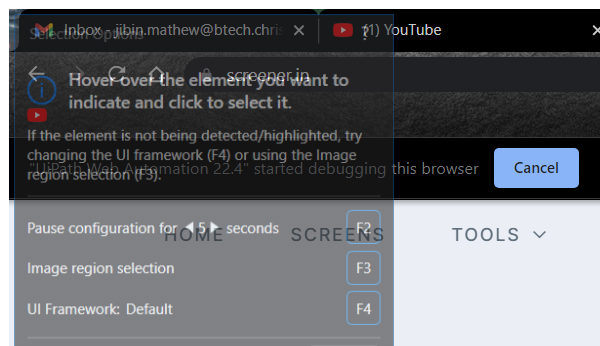 Selection Options
Inbox - jibin.mathew@btech.chris
?
(1) YouTube
screener.in
Hover over the element you want to
indicate and click to select it.
If the element is not being detected/highlighted, try
changing the UI framework (F4) or using the Image
region selection (F3).
"UiPath Web Automation 22.4" started debugging this browser
Cancel
Pause configuration for 5 seconds F2
HOME SCREENS TOOLS
Image region selection F3
UI Framework: Default F4